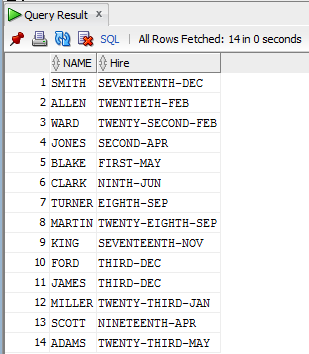 Query Result x
SQL | All Rows Fetched: 14 in 0 seconds
NAME Hire
1 SMITH SEVENTEENTH-DEC
2 ALLEN TWENTIETH-FEB
3 WARD TWENTY-SECOND-FEB
4 JONES SECOND-APR
5 BLAKE FIRST-MAY
6 CLARK NINTH-JUN
7 TURNER EIGHTH-SEP
8 MARTIN TWENTY-EIGHTH-SEP
9 KING SEVENTEENTH-NOV
10 FORD THIRD-DEC
11 JAMES THIRD-DEC
12 MILLER TWENTY-THIRD-JAN
13 SCOTT NINETEENTH-APR
14 ADAMS TWENTY-THIRD-MAY